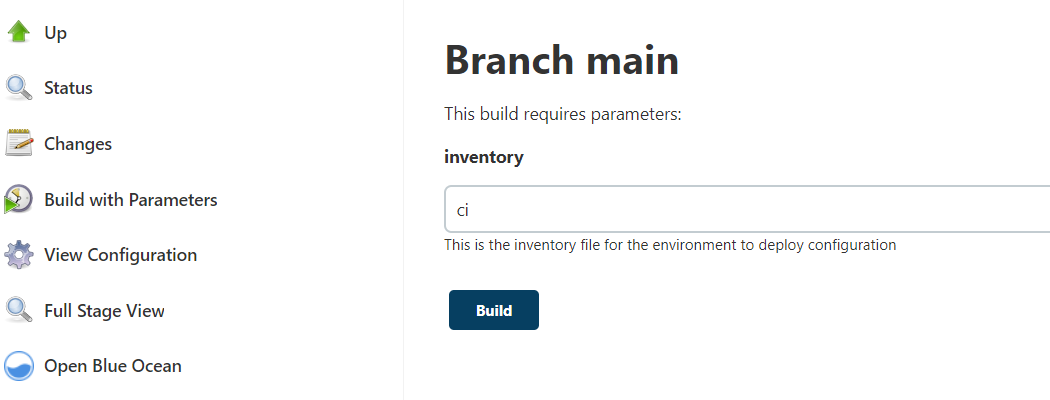 Up
Status
Changes
Build with Parameters
View Configuration
Full Stage View
Open Blue Ocean
Branch main
This build requires parameters:
inventory
ci
This is the inventory file for the environment to deploy configuration
Build